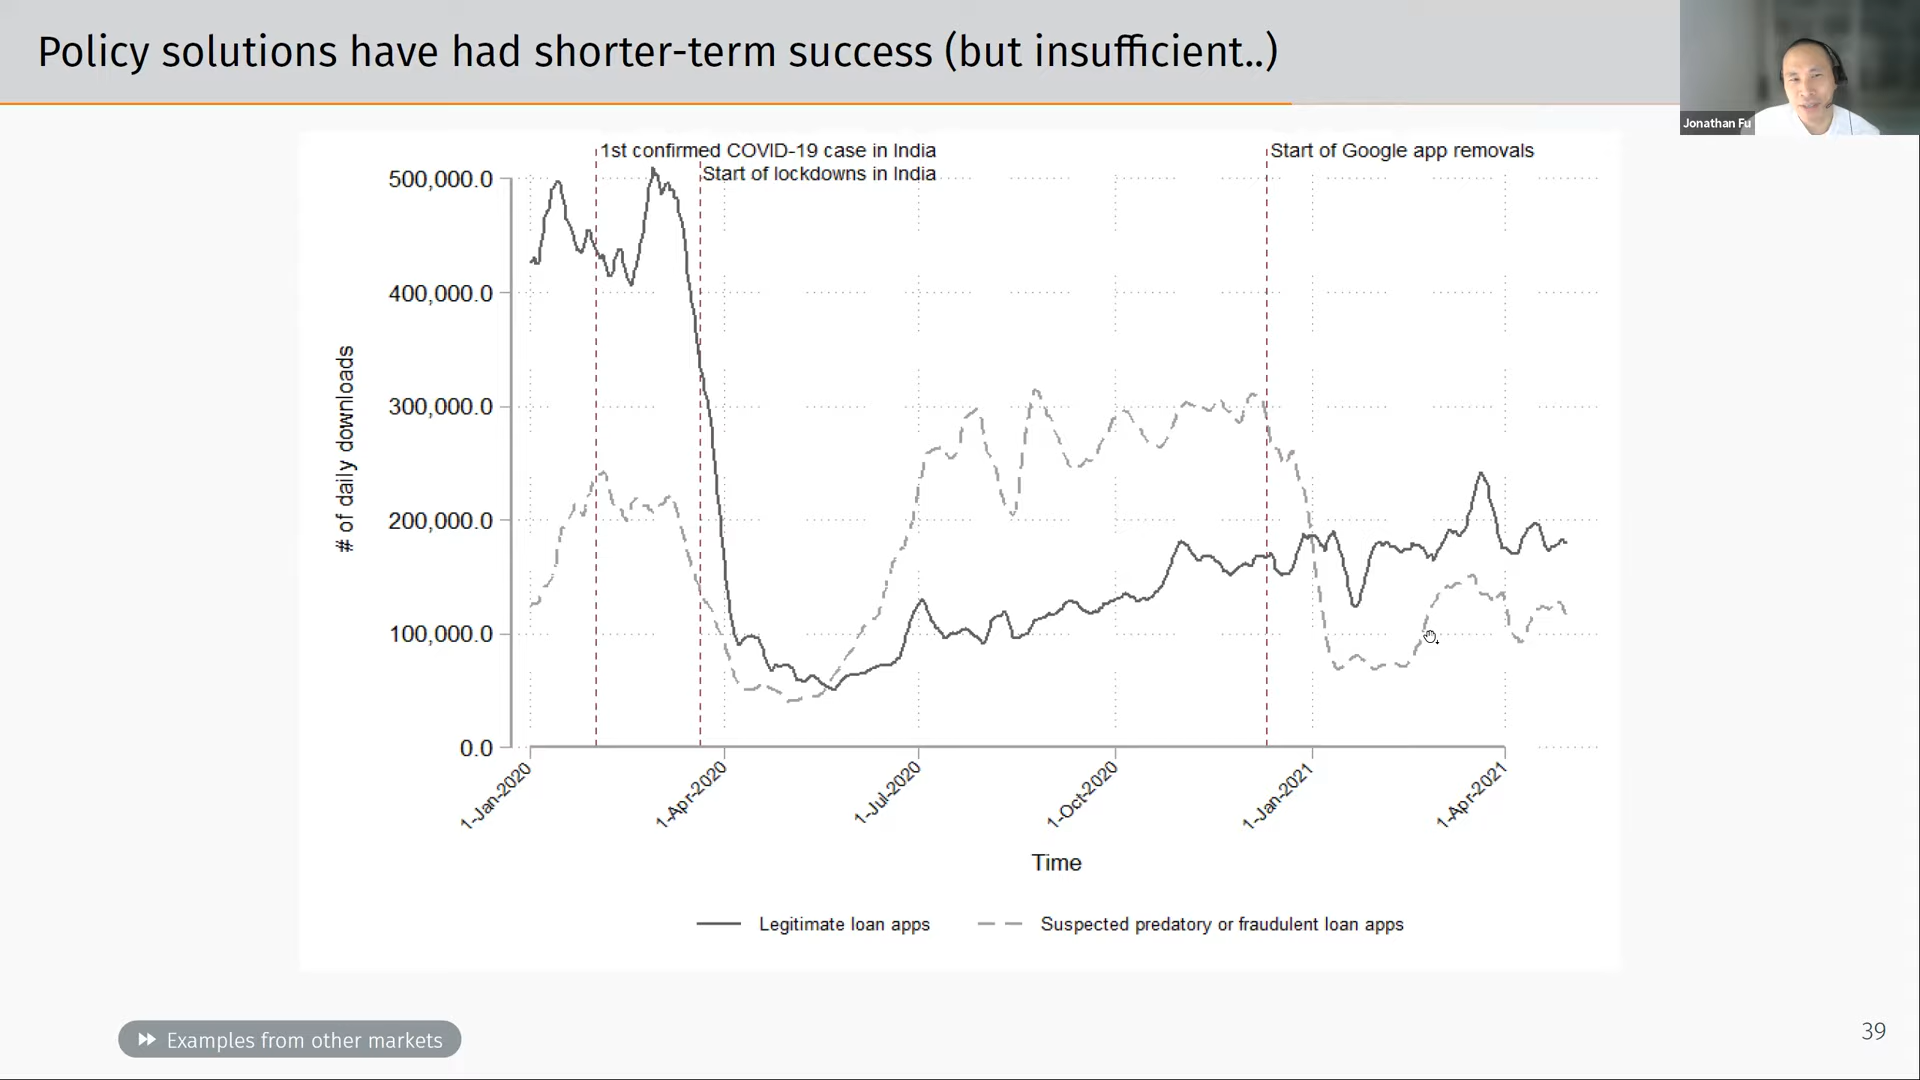 Policy solutions have had shorter-term success (but insufficient..)
Jonathan Fu
1st confirmed COVID-19 case in India
Start of lockdowns in India
Start of Google app removals
500,000.0
400,000.0
300,000.0
200,000.0
100,000.0
0.0
# of daily downloads
1-Jan-2020
1-Apr-2020
1-Jul-2020
1-Oct-2020
1-Jan-2021
1-Apr-2021
Time
Legitimate loan apps
Suspected predatory or fraudulent loan apps
Examples from other markets
39